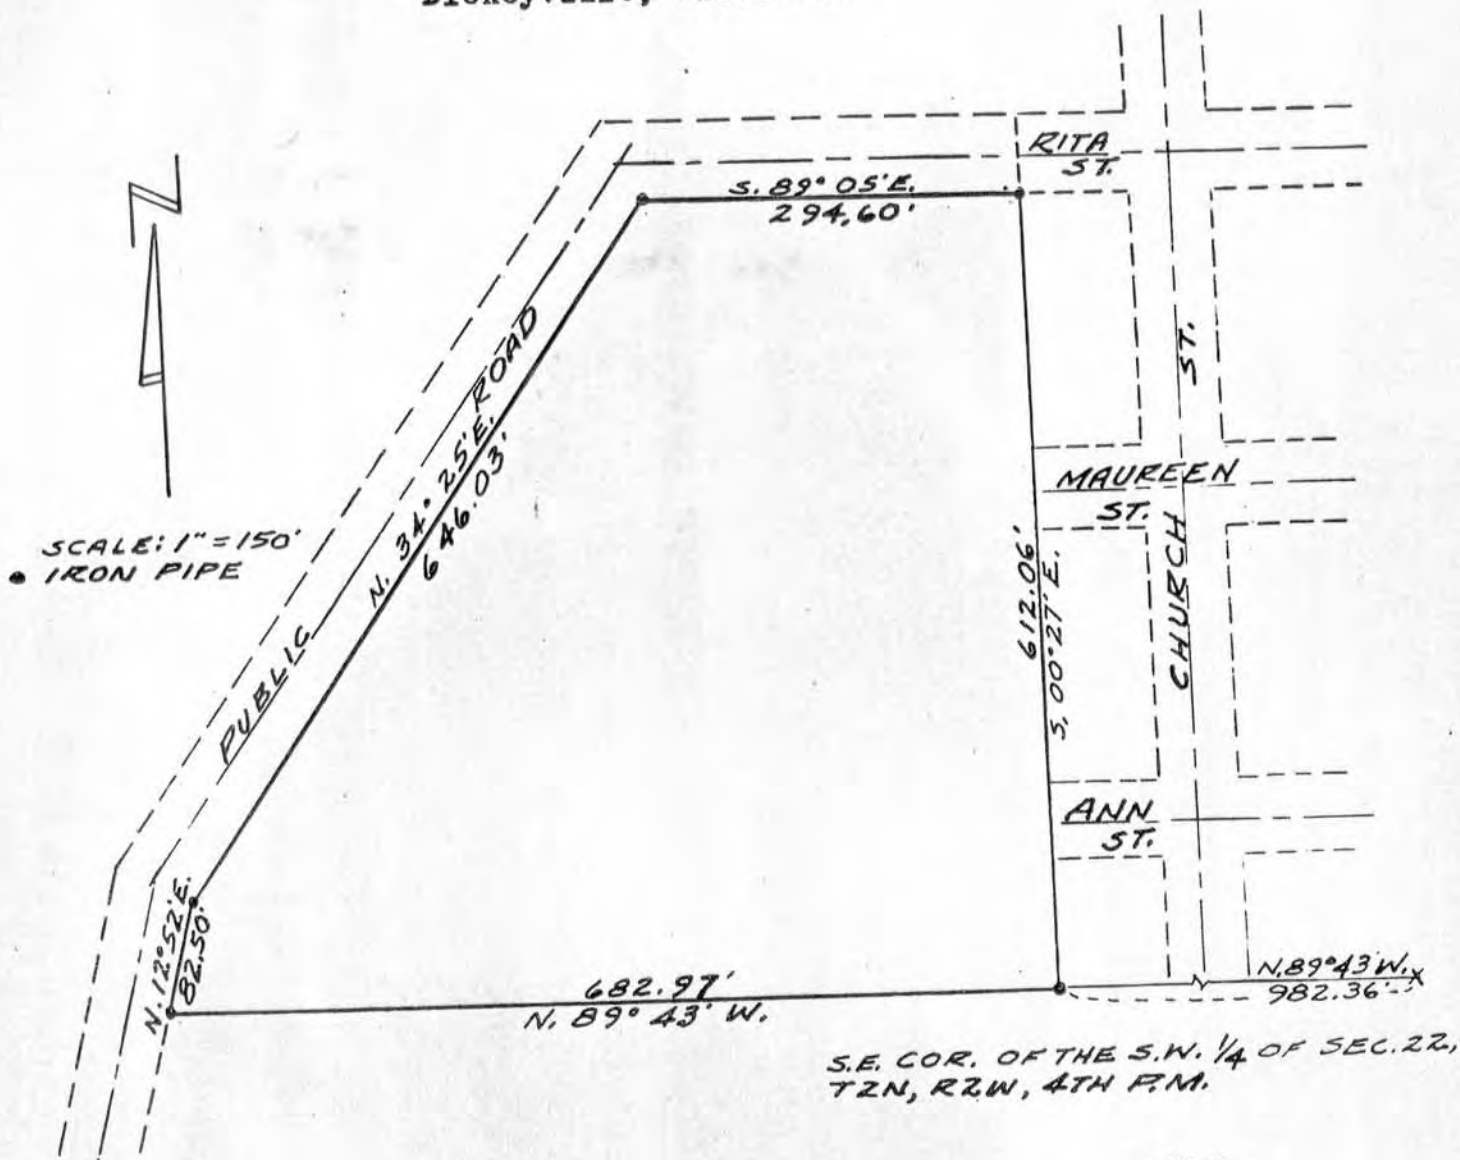 RITA
ST.
S. 89° 05' E.
294.60'
N. 34° 25' E.
646.03'
PUBLIC ROAD
SCALE: 1" = 150'
• IRON PIPE
MAUREEN
ST.
CHURCH ST.
612.06'
S. 00° 27' E.
ANN
ST.
N. 12° 52' E.
82.50'
682.97'
N. 89° 43' W.
N. 89° 43' W.
982.36'
S.E. COR. OF THE S.W. 1/4 OF SEC. 22,
T2N, R2W, 4TH P.M.